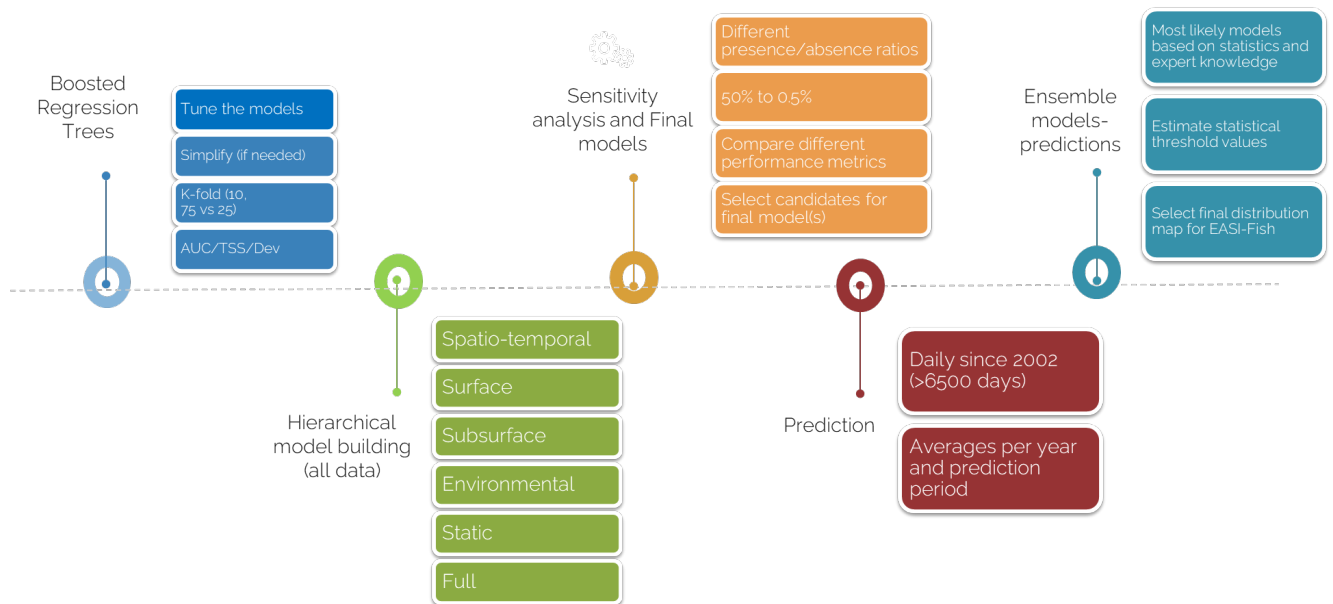 Boosted
Regression
Trees
Tune the models
Simplify (if needed)
K-fold (10,
75 vs 25)
AUC/TSS/Dev
Hierarchical
model building
(all data)
Spatio-temporal
Surface
Subsurface
Environmental
Static
Full
Sensitivity
analysis and Final
models
Different
presence/absence ratios
50% to 0.5%
Compare different
performance metrics
Select candidates for
final model(s)
Prediction
Daily since 2002
(>6500 days)
Averages per year
and prediction
period
Ensemble
models-
predictions
Most likely models
based on statistics and
expert knowledge
Estimate statistical
threshold values
Select final distribution
map for EASI-Fish